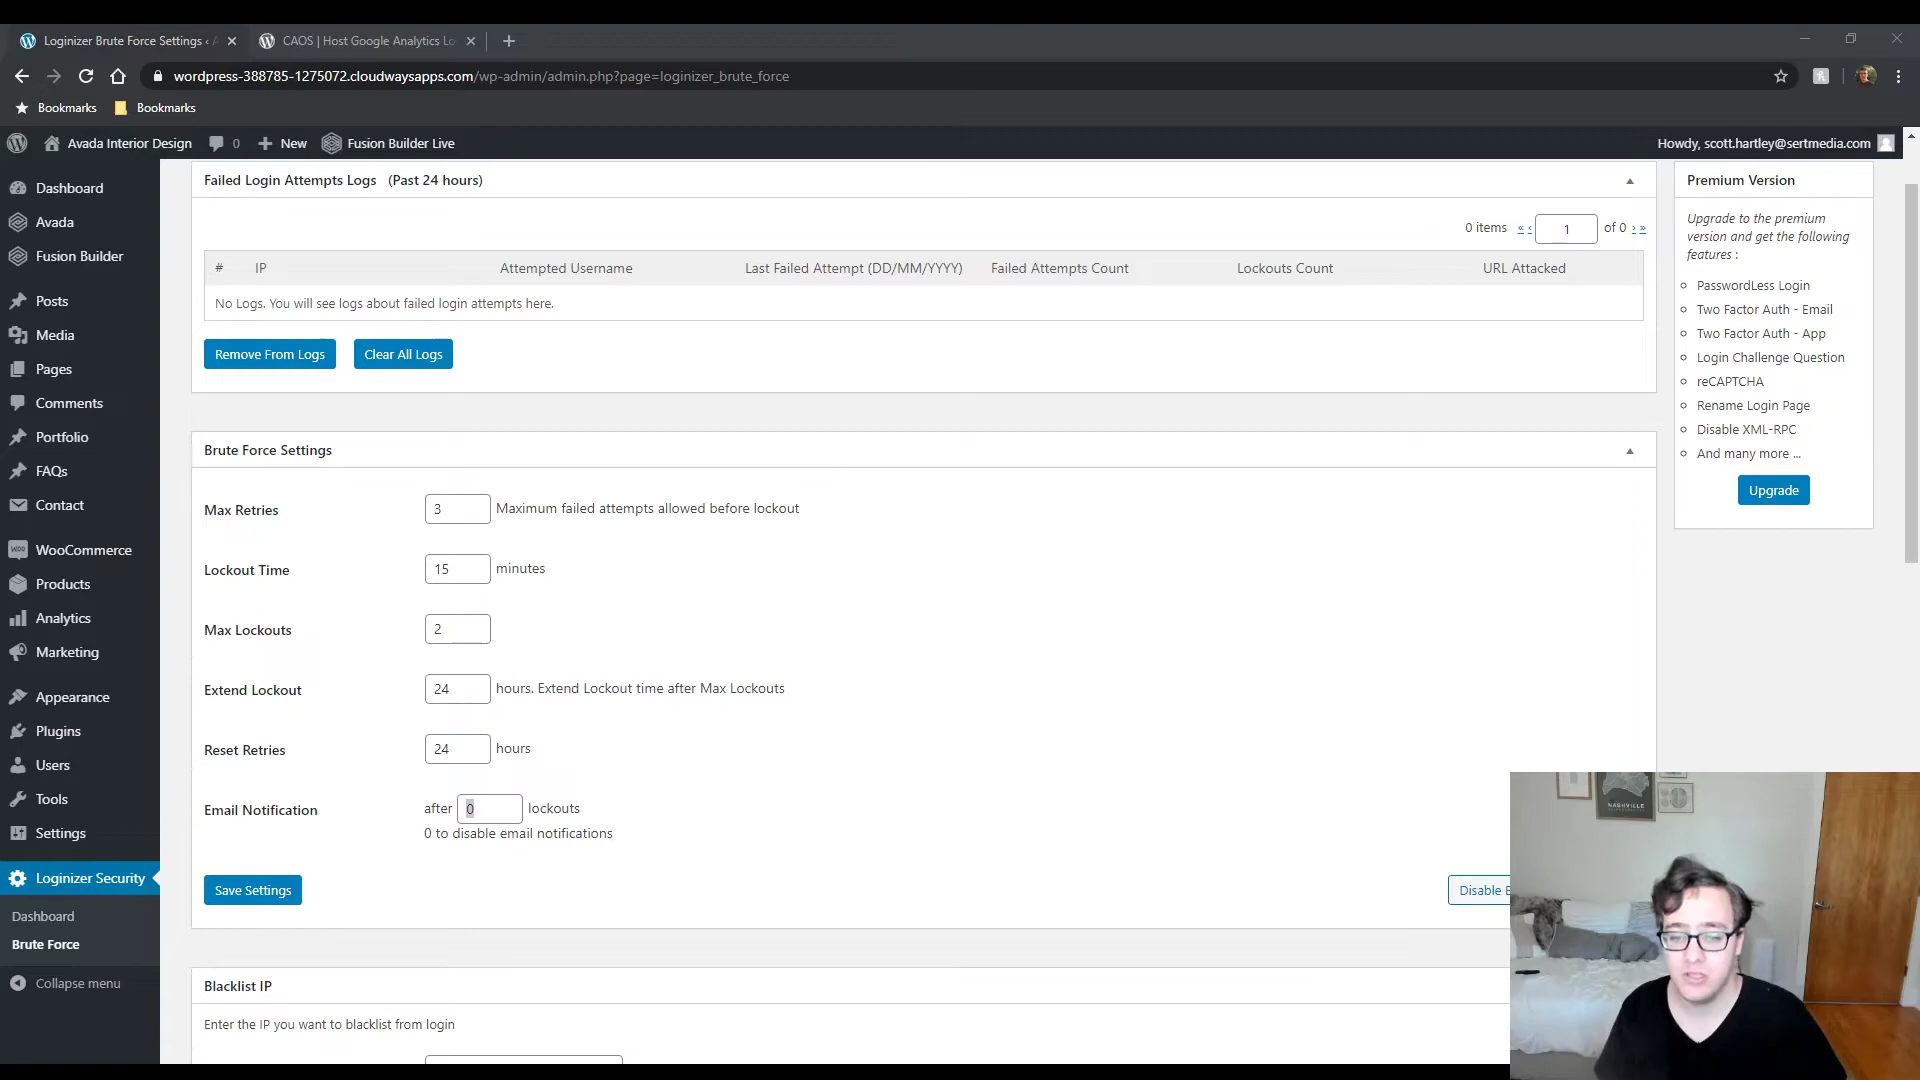 Loginizer Brute Force Settings ‹ A
CAOS | Host Google Analytics Lo
wordpress-388785-1275072.cloudwaysapps.com/wp-admin/admin.php?page=loginizer_brute_force
Bookmarks
Bookmarks
Avada Interior Design
0
New
Fusion Builder Live
Howdy, scott.hartley@sertmedia.com
Dashboard
Avada
Fusion Builder
Posts
Media
Pages
Comments
Portfolio
FAQs
Contact
WooCommerce
Products
Analytics
Marketing
Appearance
Plugins
Users
Tools
Settings
Loginizer Security
Dashboard
Brute Force
Collapse menu
Failed Login Attempts Logs (Past 24 hours)
0 items « ‹ 1 of 0 › »
# IP Attempted Username Last Failed Attempt (DD/MM/YYYY) Failed Attempts Count Lockouts Count URL Attacked
No Logs. You will see logs about failed login attempts here.
Remove From Logs
Clear All Logs
Brute Force Settings
Max Retries 3 Maximum failed attempts allowed before lockout
Lockout Time 15 minutes
Max Lockouts 2
Extend Lockout 24 hours. Extend Lockout time after Max Lockouts
Reset Retries 24 hours
Email Notification after 0 lockouts
0 to disable email notifications
Save Settings
Disable
Blacklist IP
Enter the IP you want to blacklist from login
Premium Version
Upgrade to the premium
version and get the following
features :
PasswordLess Login
Two Factor Auth - Email
Two Factor Auth - App
Login Challenge Question
reCAPTCHA
Rename Login Page
Disable XML-RPC
And many more ...
Upgrade
NASHVILLE